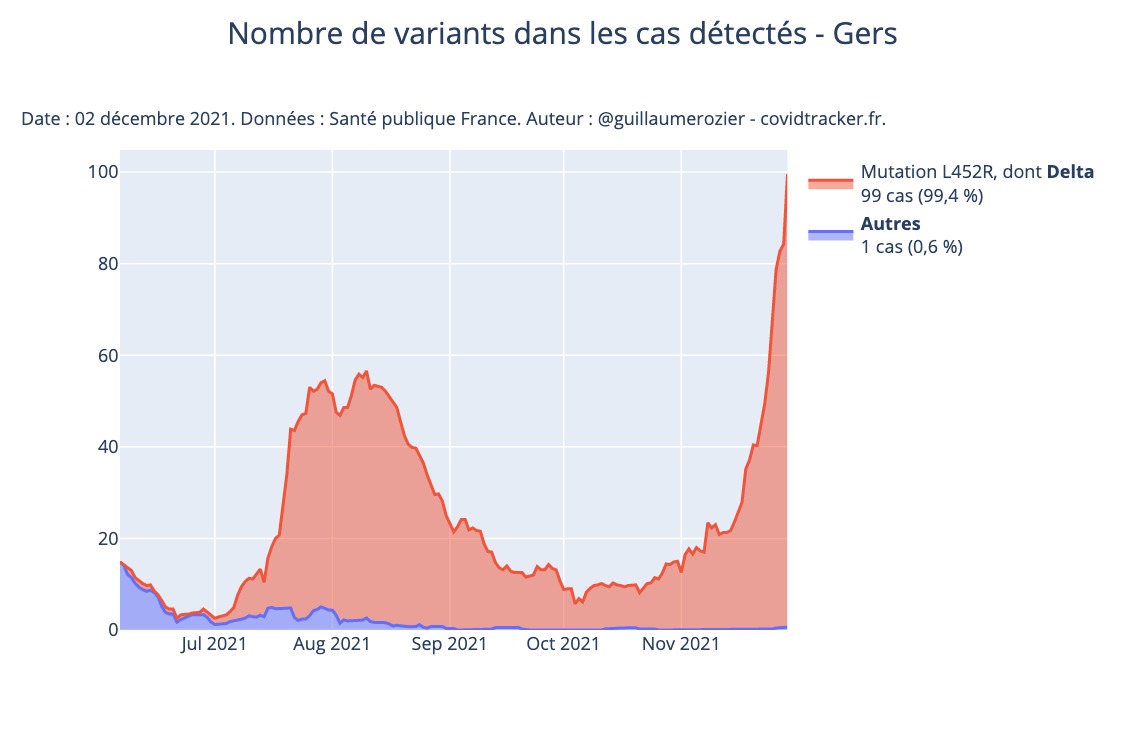 Nombre de variants dans les cas détectés - Gers
Date : 02 décembre 2021. Données : Santé publique France. Auteur : @guillaumerozier - covidtracker.fr.
100
80
60
40
20
0
Jul 2021
Aug 2021
Sep 2021
Oct 2021
Nov 2021
Mutation L452R, dont Delta
99 cas (99,4 %)
Autres
1 cas (0,6 %)